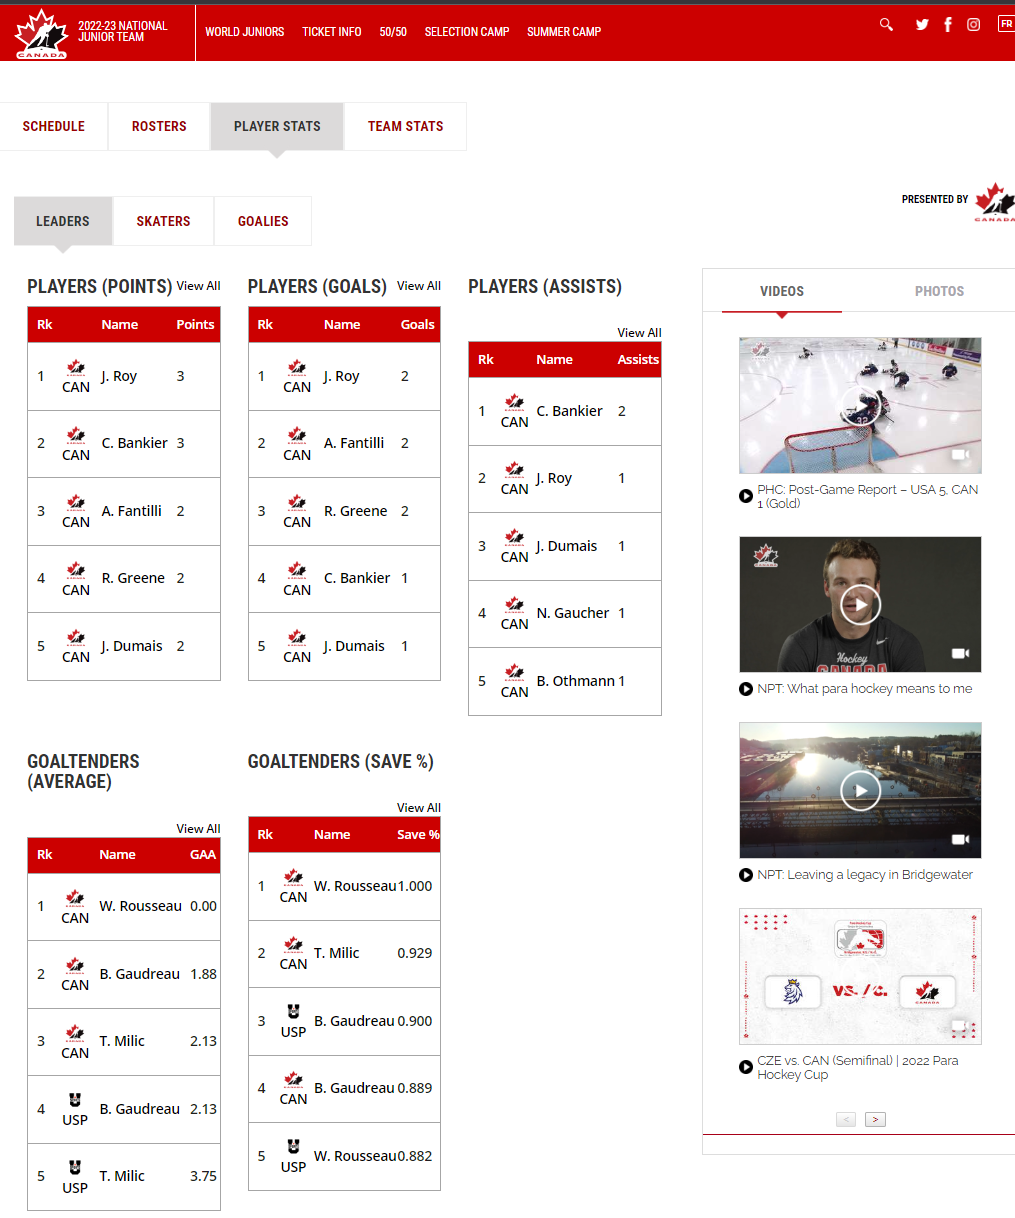 2022-23 NATIONAL
JUNIOR TEAM
WORLD JUNIORS TICKET INFO 50/50 SELECTION CAMP SUMMER CAMP
FR
CANADA
SCHEDULE ROSTERS PLAYER STATS TEAM STATS
PRESENTED BY
CANADA
LEADERS SKATERS GOALIES
PLAYERS (POINTS) View All
Rk Name Points
1 CAN J. Roy 3
2 CAN C. Bankier 3
3 CAN A. Fantilli 2
4 CAN R. Greene 2
5 CAN J. Dumais 2
PLAYERS (GOALS) View All
Rk Name Goals
1 CAN J. Roy 2
2 CAN A. Fantilli 2
3 CAN R. Greene 2
4 CAN C. Bankier 1
5 CAN J. Dumais 1
PLAYERS (ASSISTS)
View All
Rk Name Assists
1 CAN C. Bankier 2
2 CAN J. Roy 1
3 CAN J. Dumais 1
4 CAN N. Gaucher 1
5 CAN B. Othmann 1
GOALTENDERS
(AVERAGE)
View All
Rk Name GAA
1 CAN W. Rousseau 0.00
2 CAN B. Gaudreau 1.88
3 CAN T. Milic 2.13
4 USP B. Gaudreau 2.13
5 USP T. Milic 3.75
GOALTENDERS (SAVE %)
View All
Rk Name Save %
1 CAN W. Rousseau 1.000
2 CAN T. Milic 0.929
3 USP B. Gaudreau 0.900
4 CAN B. Gaudreau 0.889
5 USP W. Rousseau 0.882
VIDEOS PHOTOS
32
PHC: Post-Game Report – USA 5, CAN
1 (Gold)
Hockey
CANADA
NPT: What para hockey means to me
NPT: Leaving a legacy in Bridgewater
VS. / C.
CZE vs. CAN (Semifinal) | 2022 Para
Hockey Cup
< >